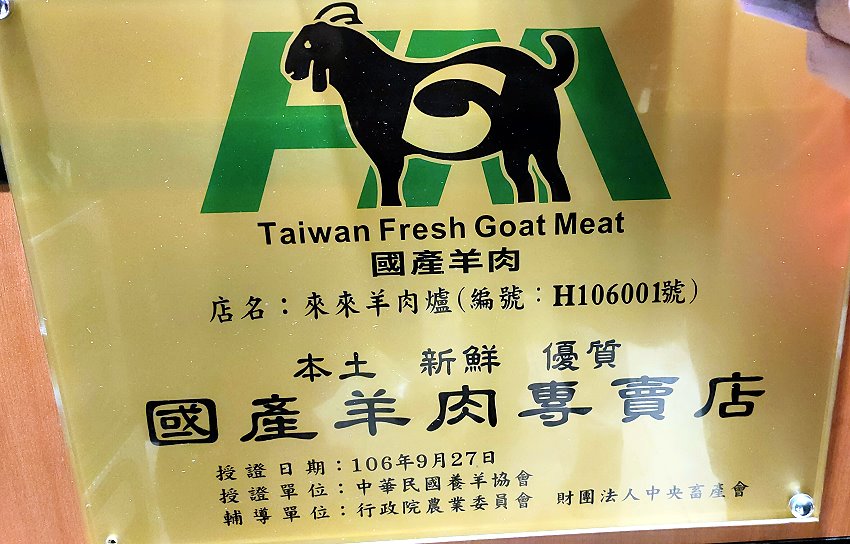 Taiwan Fresh Goat Meat
國產羊肉
店名：來來羊肉爐(編號：H106001號)
本土 新鮮 優質
國產羊肉專賣店
授證日期：106年9月27日
授證單位：中華民國養羊協會
輔導單位：行政院農業委員會 財團法人中央畜產會